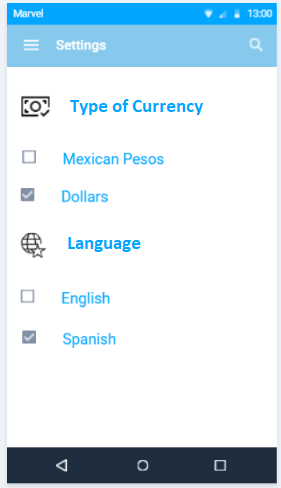 Marvel 13:00
Settings
Type of Currency
Mexican Pesos
Dollars
Language
English
Spanish